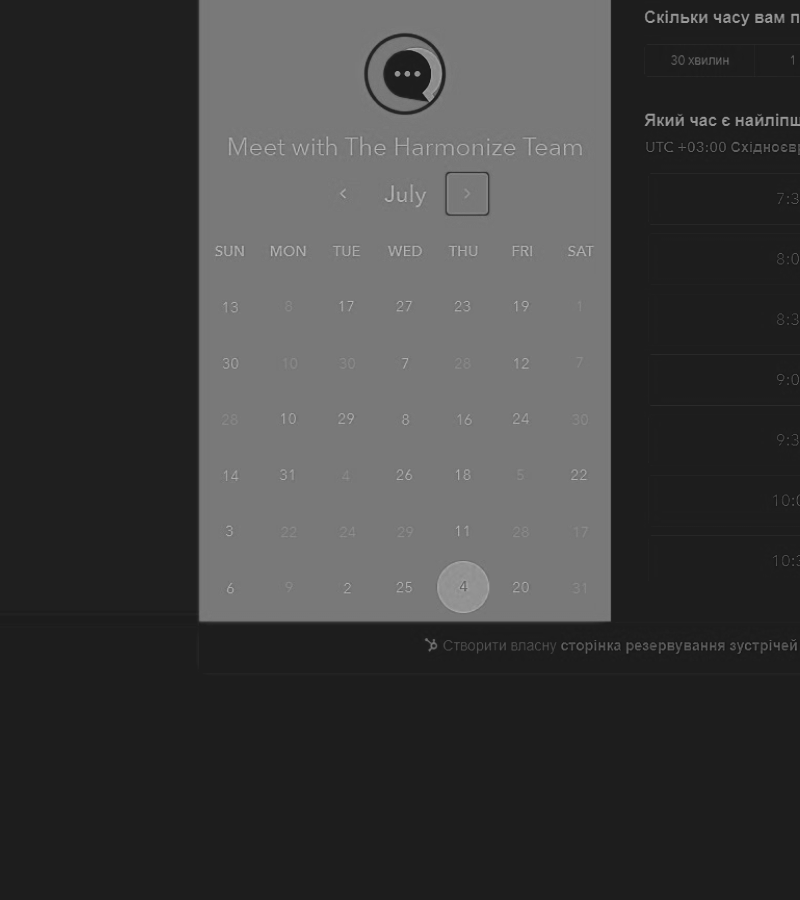 Скільки часу вам п
30 хвилин
1
Meet with The Harmonize Team
Який час є найліпш
July
UTC +03:00 Східноєвр
SUN MON TUE WED THU FRI SAT
7:3
13 8 17 27 23 19 1
8:0
8:3
30 10 30 7 28 12 7
9:0
28 10 29 8 16 24 30
9:3
14 31 4 26 18 5 22
10:0
3 22 24 29 11 28 17
10:3
6 9 2 25 4 20 31
Створити власну сторінка резервування зустрічей